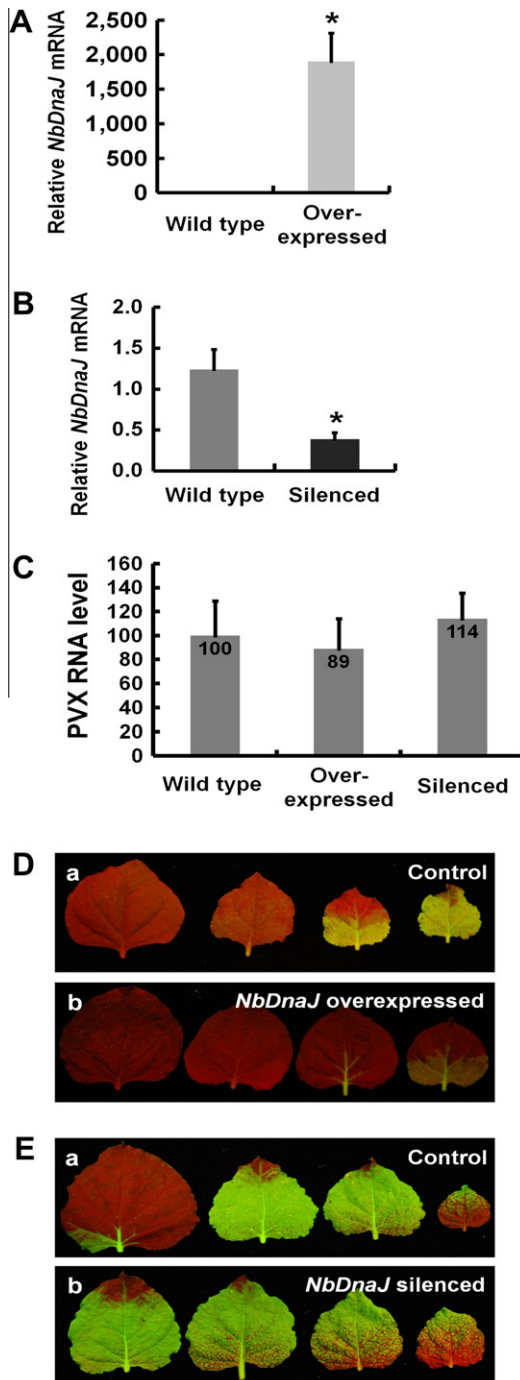 A
Relative NbDnaJ mRNA
2,500
2,000
1,500
1,000
500
0
*
Wild type
Over-
expressed
B
Relative NbDnaJ mRNA
2.0
1.5
1.0
0.5
0.0
*
Wild type
Silenced
C
PVX RNA level
160
140
120
100
80
60
40
20
0
100
89
114
Wild type
Over-
expressed
Silenced
D
a
Control
b
NbDnaJ overexpressed
E
a
Control
b
NbDnaJ silenced